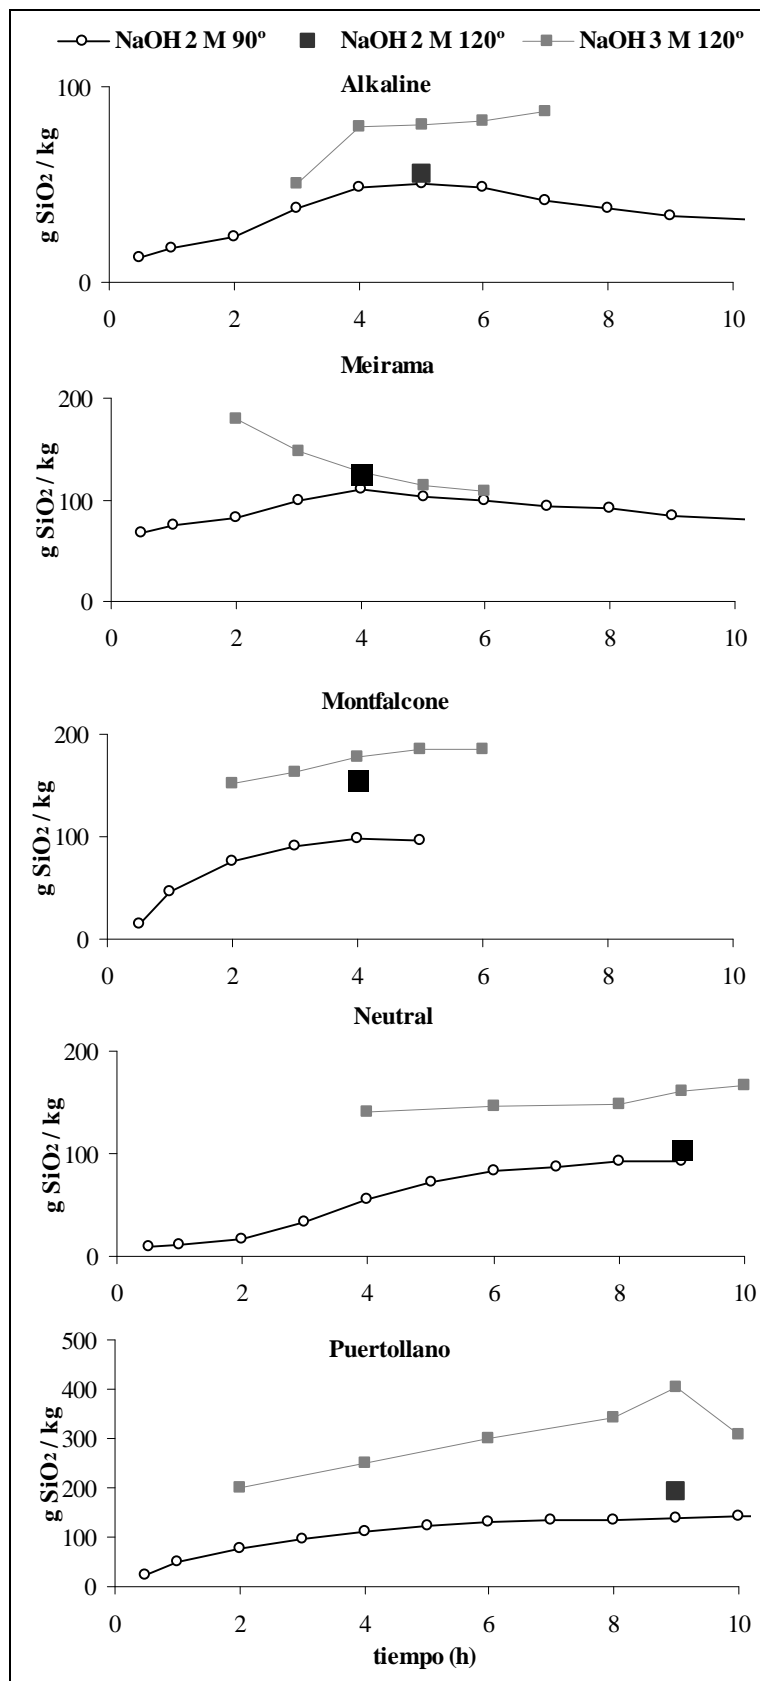 NaOH 2 M 90º NaOH 2 M 120º NaOH 3 M 120º
Alkaline
100
0
g SiO2 / kg
0 2 4 6 8 10
Meirama
200
100
0
g SiO2 / kg
0 2 4 6 8 10
Montfalcone
200
100
0
g SiO2 / kg
0 2 4 6 8 10
Neutral
200
100
0
g SiO2 / kg
0 2 4 6 8 10
Puertollano
500
400
300
200
100
0
g SiO2 / kg
0 2 4 6 8 10
tiempo (h)